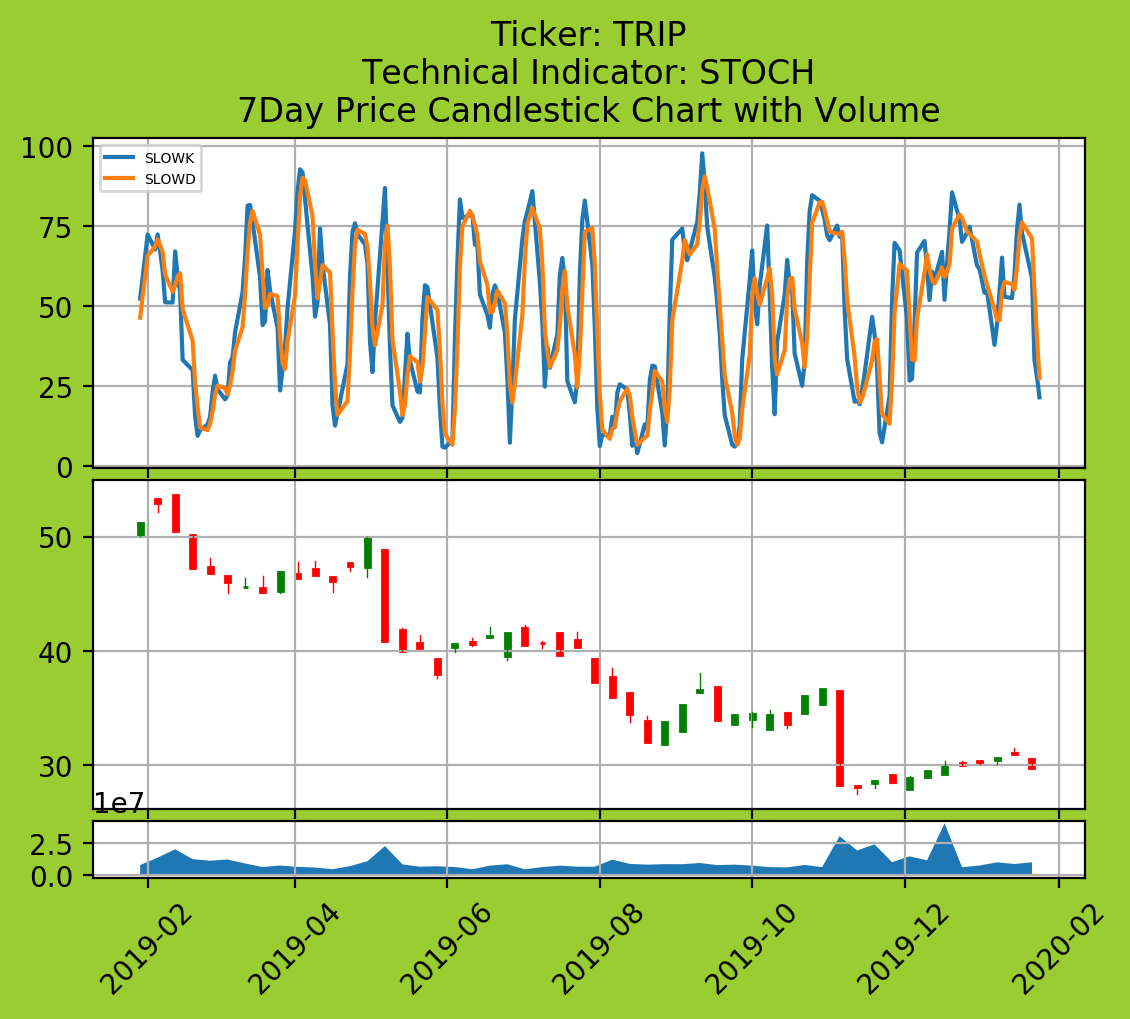 Ticker: TRIP
Technical Indicator: STOCH
7Day Price Candlestick Chart with Volume
100
SLOWK
SLOWD
75
50
25
0
50
40
30
1e7
2.5
0.0
2019-02
2019-04
2019-06
2019-08
2019-10
2019-12
2020-02